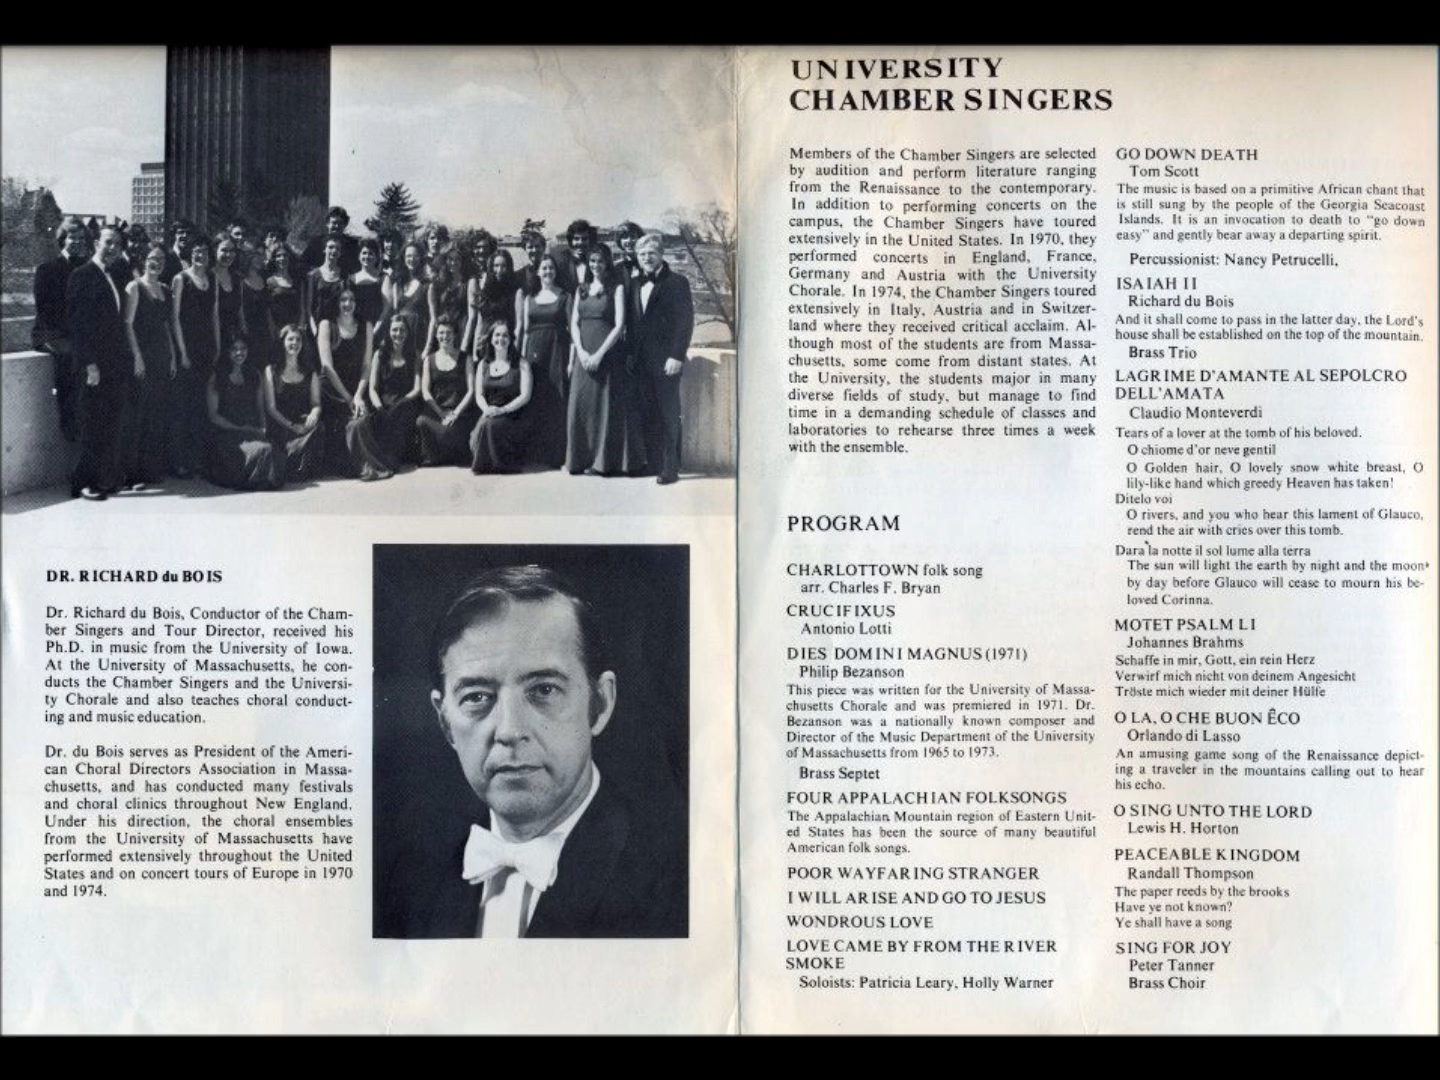 DR. RICHARD du BOIS
Dr. Richard du Bois, Conductor of the Cham-
ber Singers and Tour Director, received his
Ph.D. in music from the University of Iowa.
At the University of Massachusetts, he con-
ducts the Chamber Singers and the Universi-
ty Chorale and also teaches choral conduct-
ing and music education.
Dr. du Bois serves as President of the Ameri-
can Choral Directors Association in Massa-
chusetts, and has conducted many festivals
and choral clinics throughout New England.
Under his direction, the choral ensembles
from the University of Massachusetts have
performed extensively throughout the United
States and on concert tours of Europe in 1970
and 1974.
UNIVERSITY
CHAMBER SINGERS
Members of the Chamber Singers are selected
by audition and perform literature ranging
from the Renaissance to the contemporary.
In addition to performing concerts on the
campus, the Chamber Singers have toured
extensively in the United States. In 1970, they
performed concerts in England, France,
Germany and Austria with the University
Chorale. In 1974, the Chamber Singers toured
extensively in Italy, Austria and in Switzer-
land where they received critical acclaim. Al-
though most of the students are from Massa-
chusetts, some come from distant states. At
the University, the students major in many
diverse fields of study, but manage to find
time in a demanding schedule of classes and
laboratories to rehearse three times a week
with the ensemble.
PROGRAM
CHARLOTTOWN folk song
arr. Charles F. Bryan
CRUCIFIXUS
Antonio Lotti
DIES DOMINI MAGNUS (1971)
Philip Bezanson
This piece was written for the University of Massa-
chusetts Chorale and was premiered in 1971. Dr.
Bezanson was a nationally known composer and
Director of the Music Department of the University
of Massachusetts from 1965 to 1973.
Brass Septet
FOUR APPALACHIAN FOLKSONGS
The Appalachian Mountain region of Eastern Unit-
ed States has been the source of many beautiful
American folk songs.
POOR WAYFARING STRANGER
I WILL ARISE AND GO TO JESUS
WONDROUS LOVE
LOVE CAME BY FROM THE RIVER
SMOKE
Soloists: Patricia Leary, Holly Warner
GO DOWN DEATH
Tom Scott
The music is based on a primitive African chant that
is still sung by the people of the Georgia Seacoast
Islands. It is an invocation to death to "go down
easy" and gently bear away a departing spirit.
Percussionist: Nancy Petrucelli,
ISAIAH II
Richard du Bois
And it shall come to pass in the latter day, the Lord's
house shall be established on the top of the mountain.
Brass Trio
LAGRIME D'AMANTE AL SEPOLCRO
DELL'AMATA
Claudio Monteverdi
Tears of a lover at the tomb of his beloved.
O chiome d'or neve gentil
O Golden hair, O lovely snow white breast, O
lily-like hand which greedy Heaven has taken!
Ditelo voi
O rivers, and you who hear this lament of Glauco,
rend the air with cries over this tomb.
Dara la notte il sol lume alla terra
The sun will light the earth by night and the moon
by day before Glauco will cease to mourn his be-
loved Corinna.
MOTET PSALM LI
Johannes Brahms
Schaffe in mir, Gott, ein rein Herz
Verwirf mich nicht von deinem Angesicht
Tröste mich wieder mit deiner Hülfe
O LA, O CHE BUON ÊCO
Orlando di Lasso
An amusing game song of the Renaissance depict-
ing a traveler in the mountains calling out to hear
his echo.
O SING UNTO THE LORD
Lewis H. Horton
PEACEABLE KINGDOM
Randall Thompson
The paper reeds by the brooks
Have ye not known?
Ye shall have a song
SING FOR JOY
Peter Tanner
Brass Choir